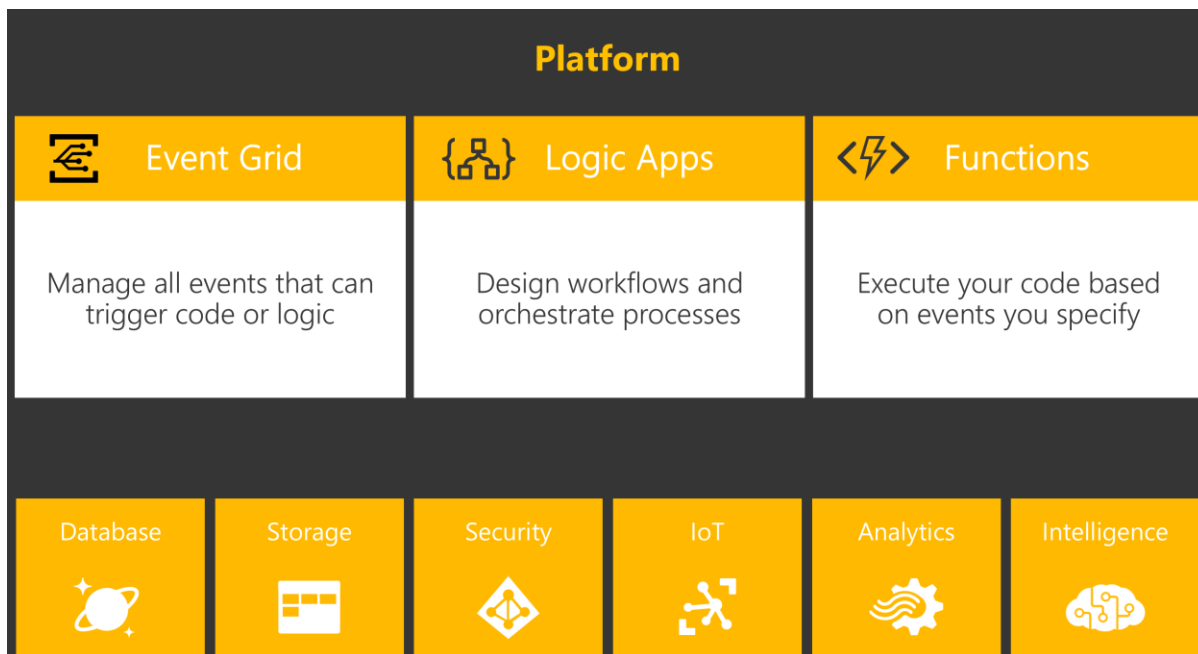 Platform
Event Grid
Logic Apps
Functions
Manage all events that can
trigger code or logic
Design workflows and
orchestrate processes
Execute your code based
on events you specify
Database
Storage
Security
IoT
Analytics
Intelligence